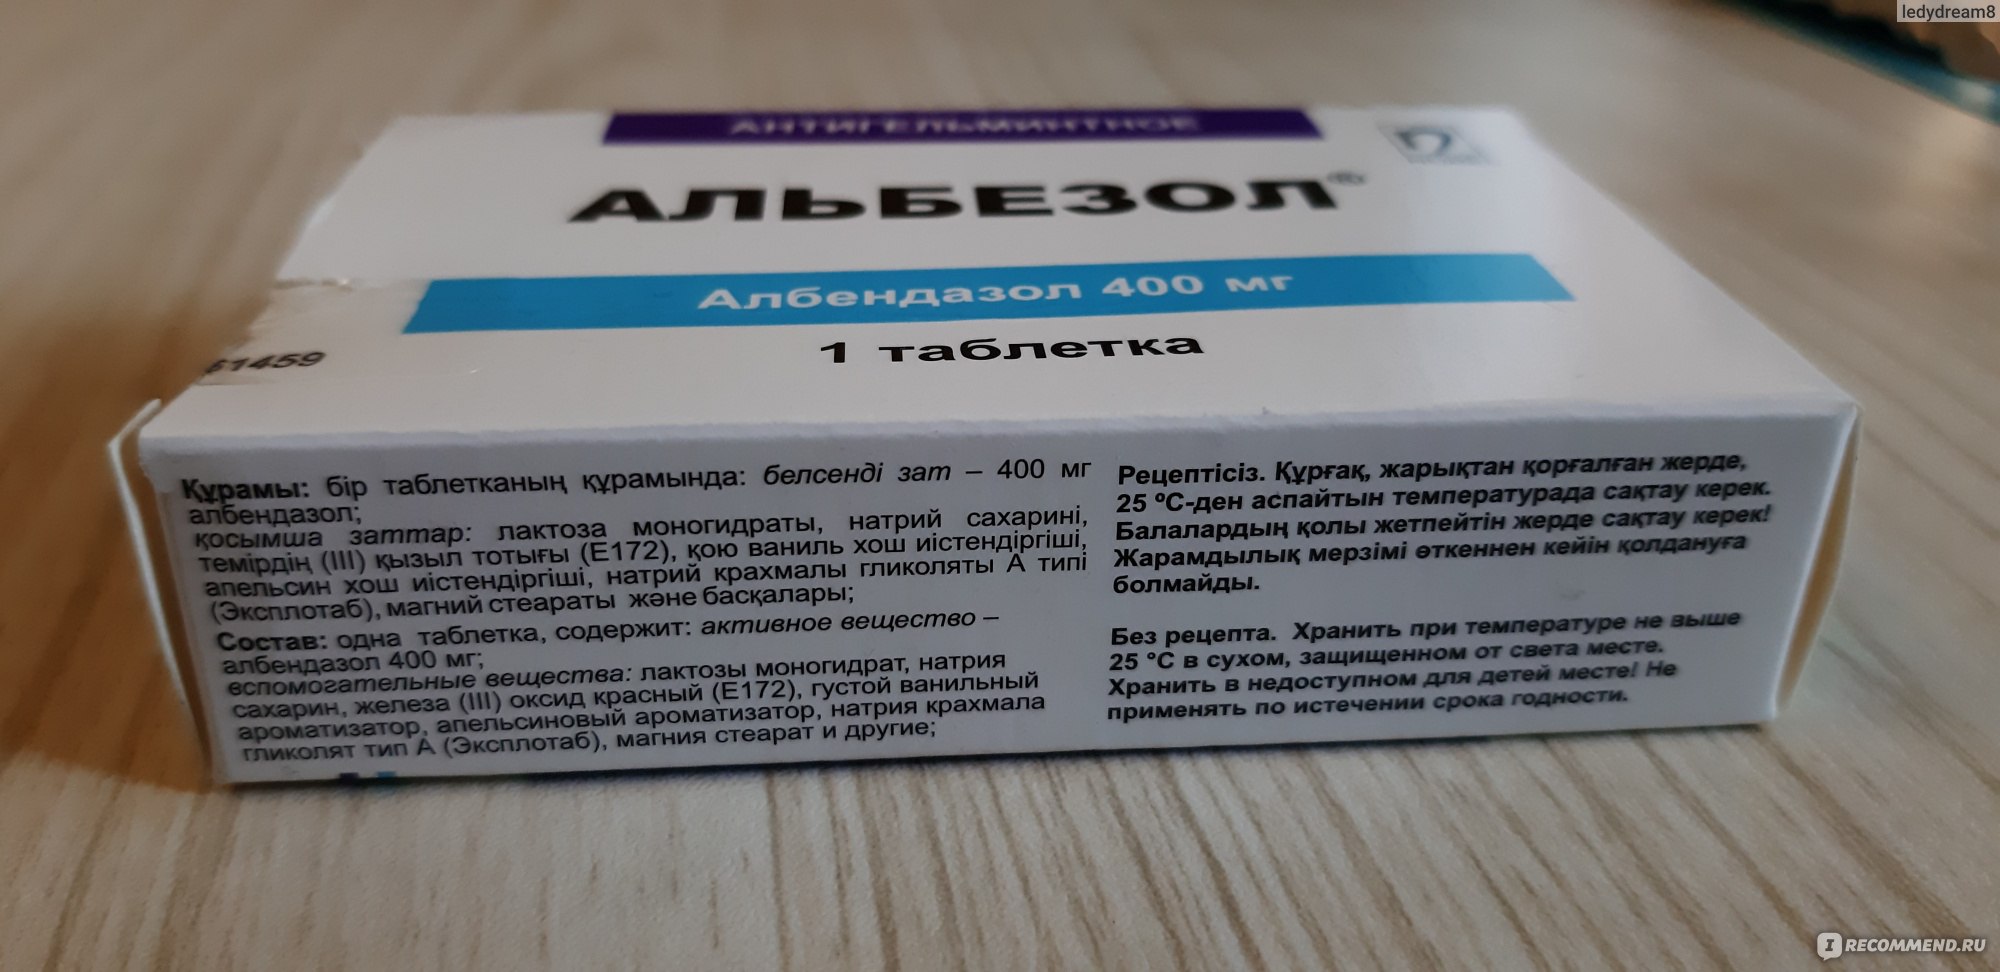 ledydream8
АНТИГЕЛЬМИНТНОЕ
АЛЬБЕЗОЛ®
Албендазол 400 мг
1 таблетка
61459
Құрамы: бір таблетканың құрамында: белсенді зат – 400 мг
албендазол;
қосымша заттар: лактоза моногидраты, натрий сахарині,
темірдің (III) қызыл тотығы (Е172), қою ваниль хош иістендіргіші,
апельсин хош иістендіргіші, натрий крахмалы гликоляты А типі
(Эксплотаб), магний стеараты және басқалары;
Состав: одна таблетка, содержит: активное вещество –
албендазол 400 мг;
вспомогательные вещества: лактозы моногидрат, натрия
сахарин, железа (III) оксид красный (Е172), густой ванильный
ароматизатор, апельсиновый ароматизатор, натрия крахмала
гликолят тип А (Эксплотаб), магния стеарат и другие;
Рецептісіз. Құрғақ, жарықтан қорғалған жерде,
25 °С-ден аспайтын температурада сақтау керек.
Балалардың қолы жетпейтін жерде сақтау керек!
Жарамдылық мерзімі өткеннен кейін қолдануға
болмайды.
Без рецепта. Хранить при температуре не выше
25 °С в сухом, защищенном от света месте.
Хранить в недоступном для детей месте! Не
применять по истечении срока годности.
IRECOMMEND.RU